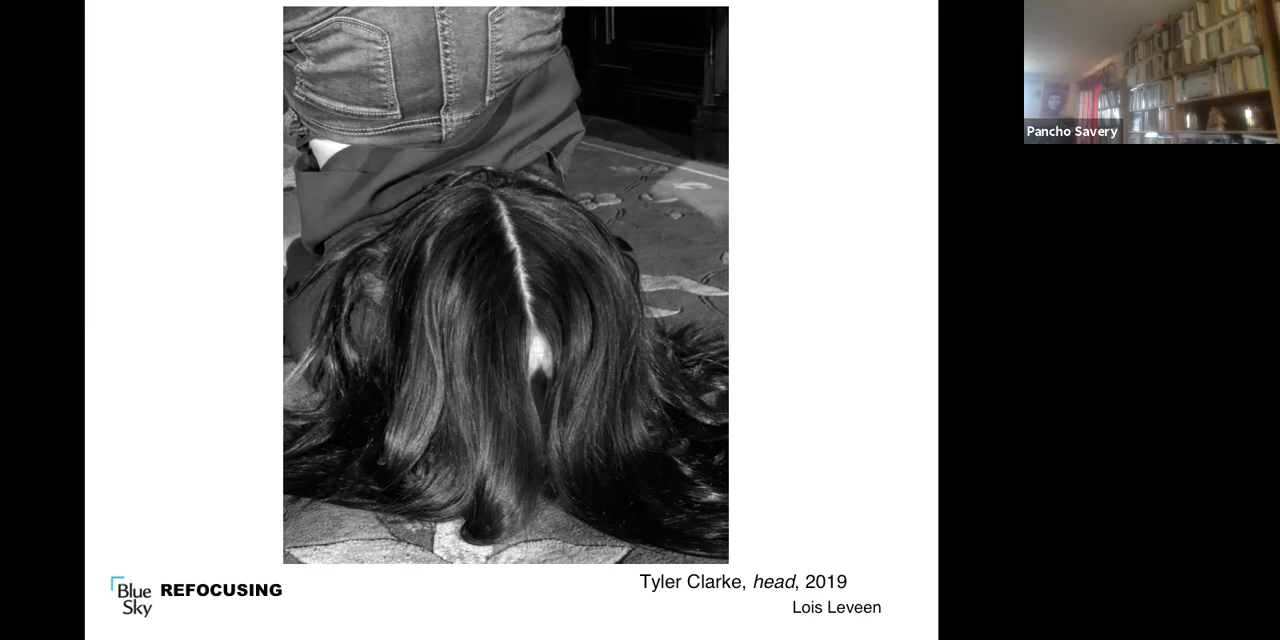 Pancho Savery
Blue
Sky
REFOCUSING
Tyler Clarke, head, 2019
Lois Leveen